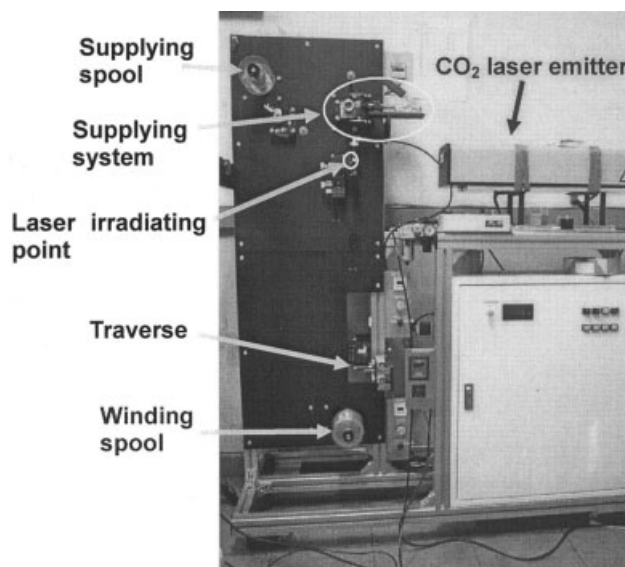 Supplying
spool
CO₂ laser emitter
Supplying
system
Laser irradiating
point
Traverse
Winding
spool